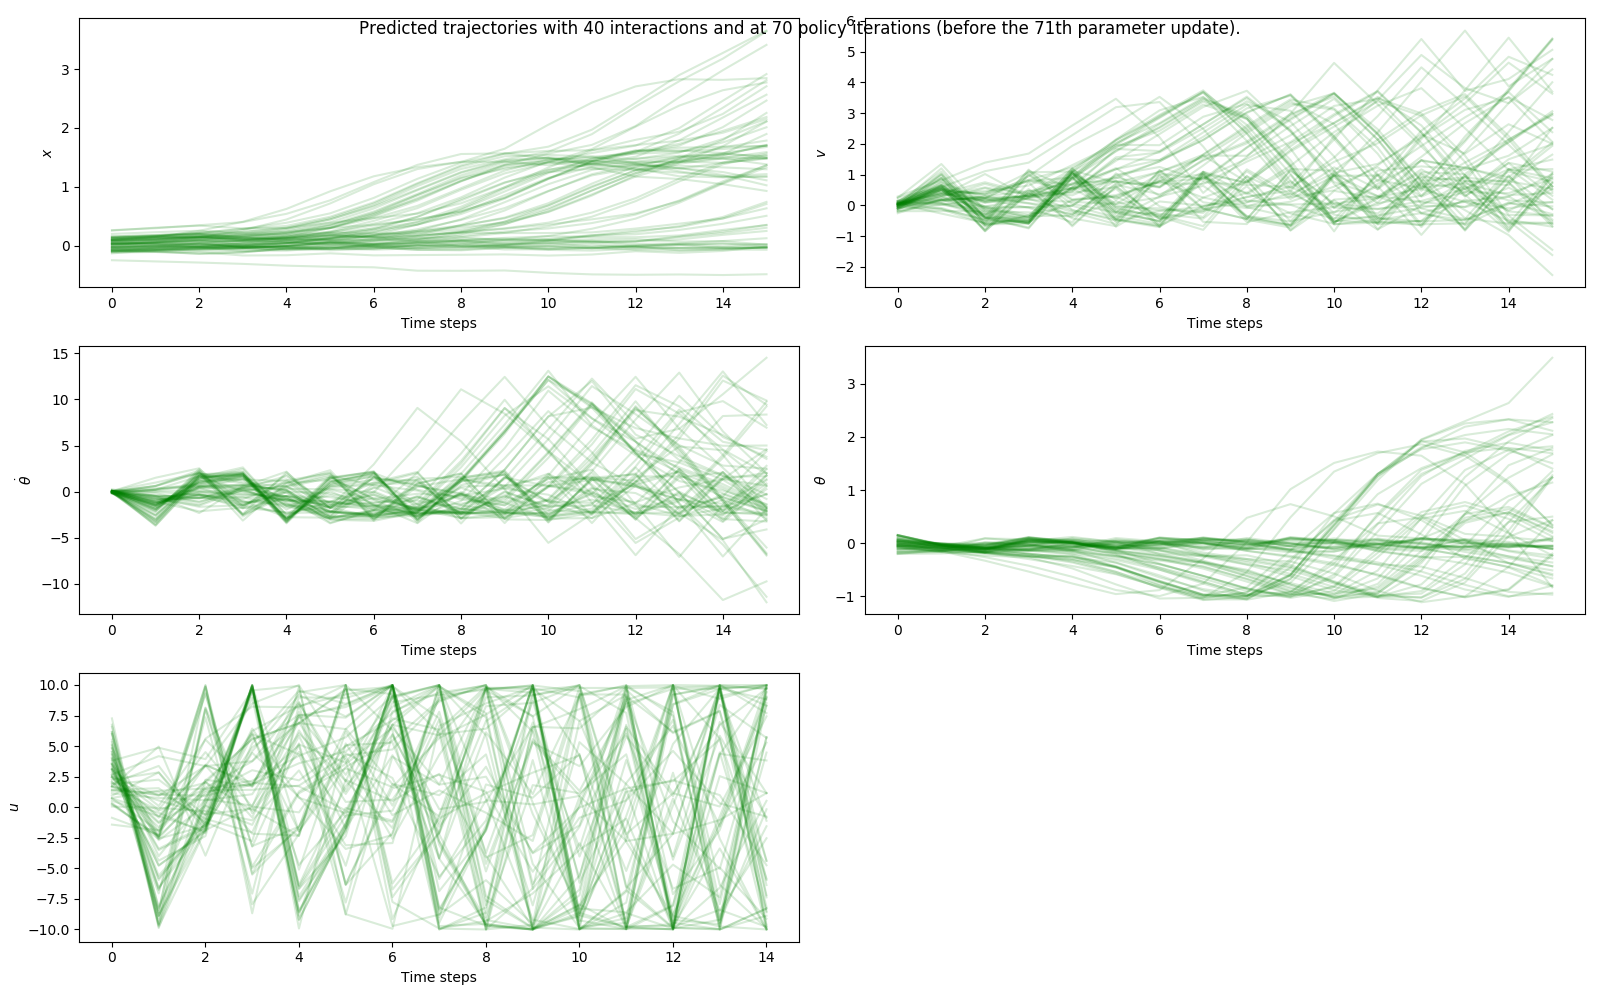 Predicted trajectories with 40 interactions and at 70 policy iterations (before the 71th parameter update).
3
2
1
0
x
0 2 4 6 8 10 12 14
Time steps
6
5
4
3
2
1
0
−1
−2
v
0 2 4 6 8 10 12 14
Time steps
15
10
5
0
−5
−10
θ̇
0 2 4 6 8 10 12 14
Time steps
3
2
1
0
−1
θ
0 2 4 6 8 10 12 14
Time steps
10.0
7.5
5.0
2.5
0.0
−2.5
−5.0
−7.5
−10.0
u
0 2 4 6 8 10 12 14
Time steps